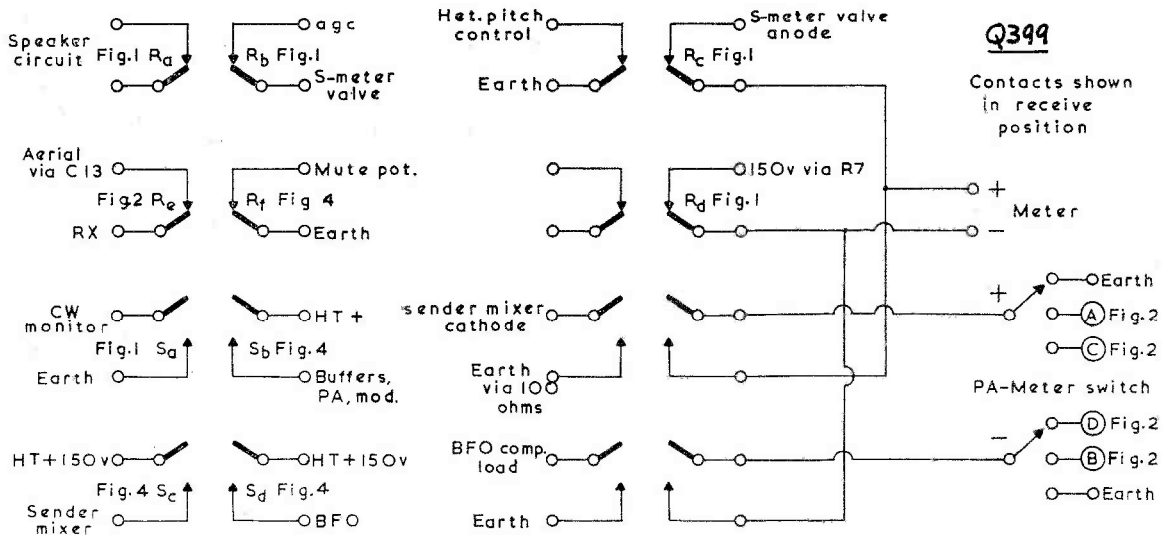 Q399
Contacts shown
in receive
position
Speaker
circuit
Fig.1 Ra
Rb Fig.1
agc
S-meter
valve
Het. pitch
control
Earth
S-meter valve
anode
Rc Fig.1
Aerial
via C13
Fig.2 Re
RX
Mute pot.
Rf Fig 4
Earth
150v via R7
Rd Fig.1
+
Meter
-
CW
monitor
Fig.1 Sa
Earth
HT+
Sb Fig.4
Buffers,
PA, mod.
sender mixer
cathode
Earth
via 100
ohms
+
Earth
A Fig.2
C Fig.2
PA-Meter switch
HT+150v
Fig.4 Sc
Sender
mixer
HT+150v
Sd Fig.4
BFO
BFO comp.
load
Earth
-
D Fig.2
B Fig.2
Earth